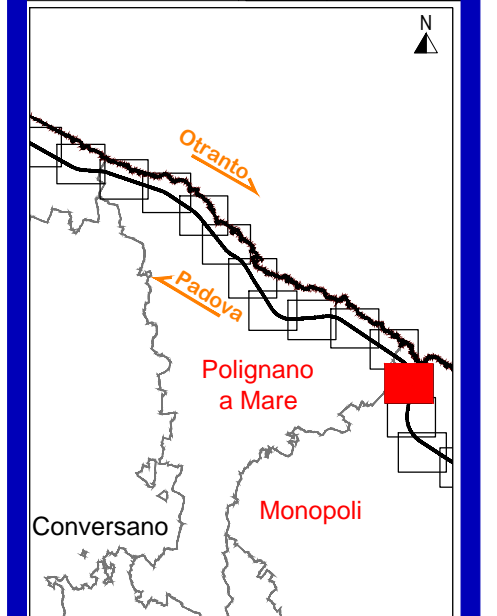 N
Otranto
Padova
Polignano
a Mare
Monopoli
Conversano